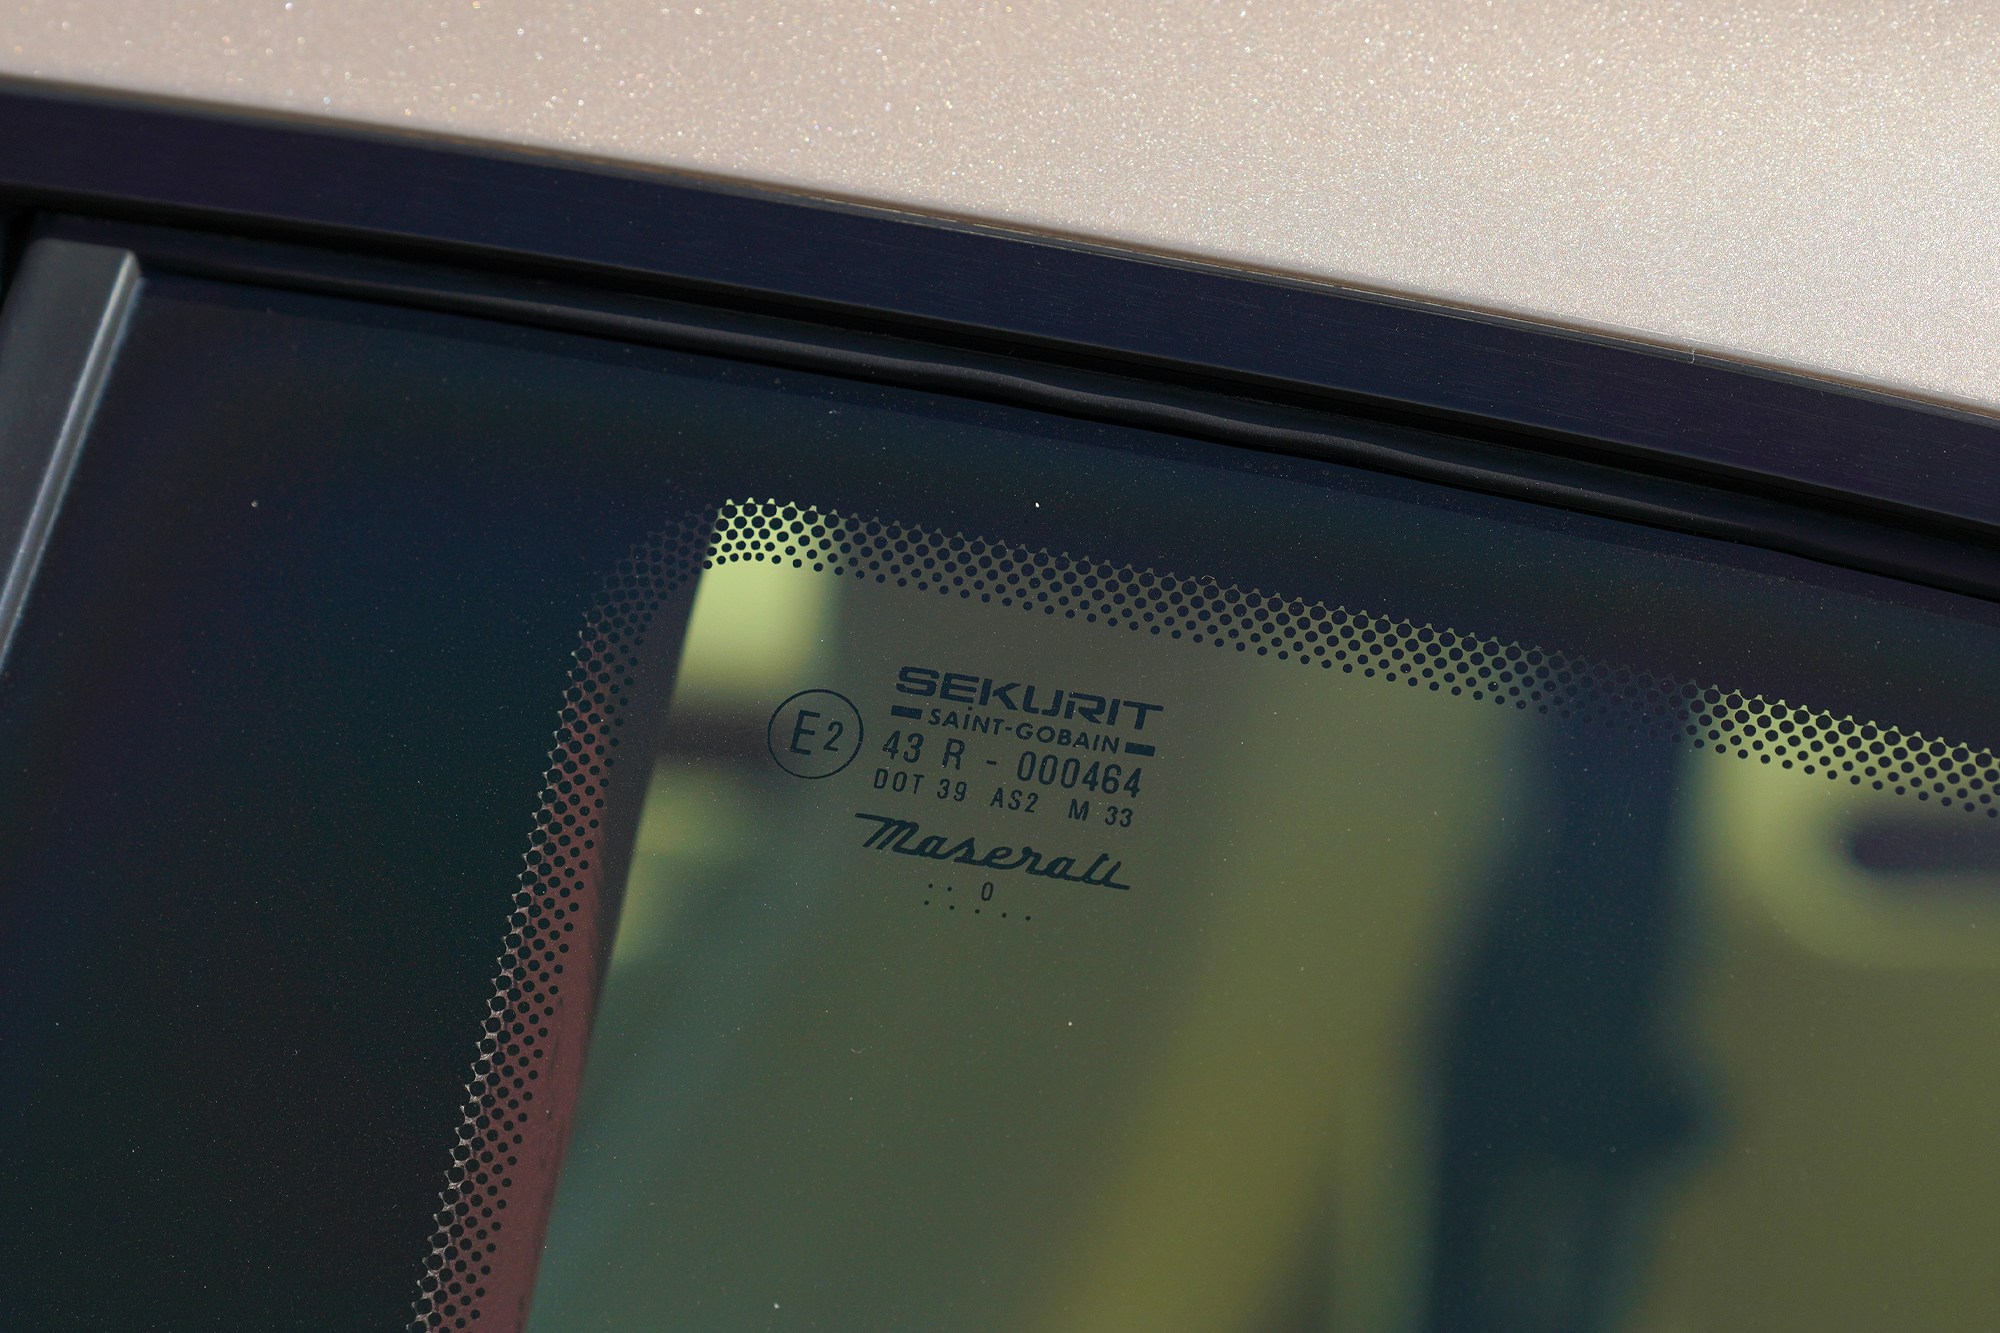 SEKURIT
SAINT-GOBAIN
E2
43 R - 000464
DOT 39 AS2 M 33
Maserati
.. 0
.....